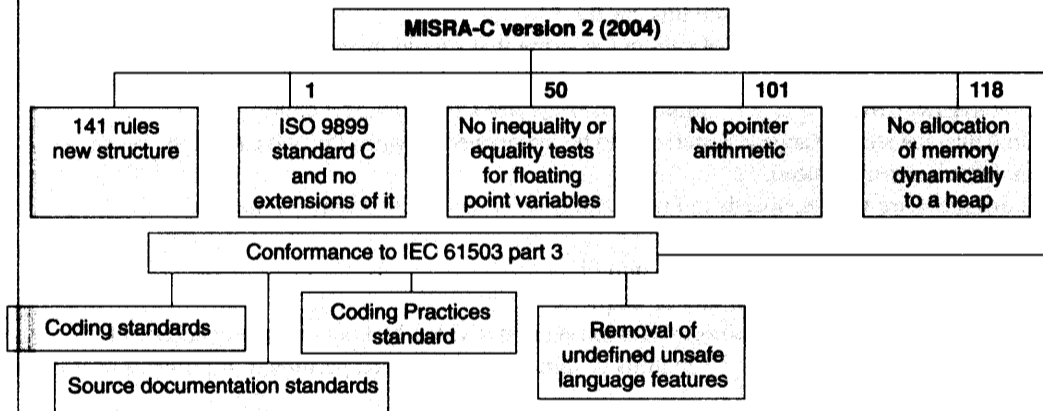 MISRA-C version 2 (2004)
1
50
101
118
141 rules
new structure
ISO 9899
standard C
and no
extensions of it
No inequality or
equality tests
for floating
point variables
No pointer
arithmetic
No allocation
of memory
dynamically
to a heap
Conformance to IEC 61503 part 3
Coding standards
Source documentation standards
Coding Practices
standard
Removal of
undefined unsafe
language features